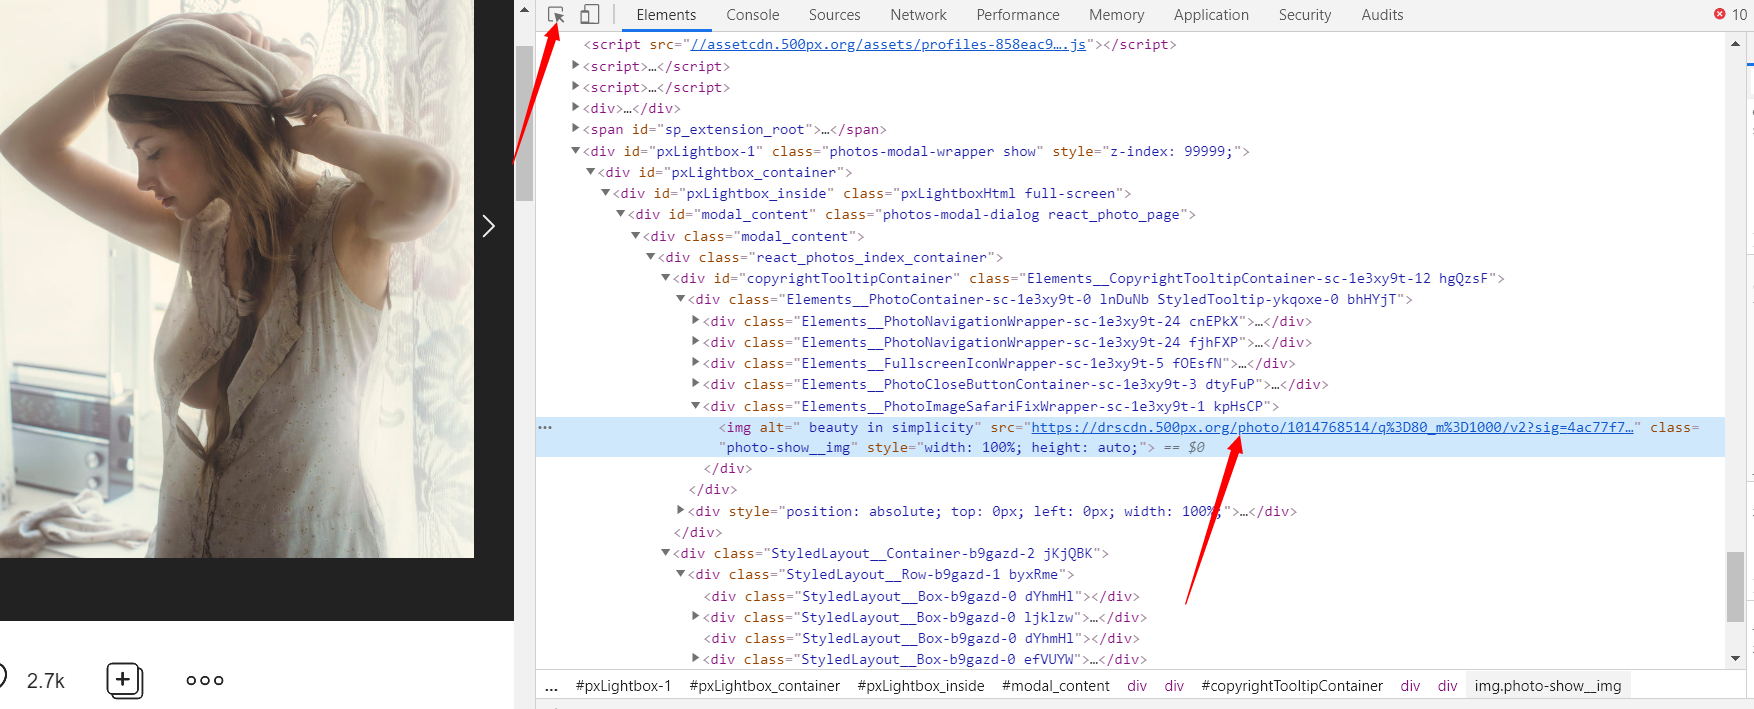 Elements Console Sources Network Performance Memory Application Security Audits 10
<script src="//assetcdn.500px.org/assets/profiles-858eac9….js"></script>
<script>…</script>
<script>…</script>
<div>…</div>
<span id="sp_extension_root">…</span>
<div id="pxLightbox-1" class="photos-modal-wrapper show" style="z-index: 99999;">
<div id="pxLightbox_container">
<div id="pxLightbox_inside" class="pxLightboxHtml full-screen">
<div id="modal_content" class="photos-modal-dialog react_photo_page">
<div class="modal_content">
<div class="react_photos_index_container">
<div id="copyrightTooltipContainer" class="Elements__CopyrightTooltipContainer-sc-1e3xy9t-12 hgQzsF">
<div class="Elements__PhotoContainer-sc-1e3xy9t-0 lnDuNb StyledTooltip-ykqoxe-0 bhHYjT">
<div class="Elements__PhotoNavigationWrapper-sc-1e3xy9t-24 cnEPkX">…</div>
<div class="Elements__PhotoNavigationWrapper-sc-1e3xy9t-24 fjhFXP">…</div>
<div class="Elements__FullscreenIconWrapper-sc-1e3xy9t-5 fOEsfN">…</div>
<div class="Elements__PhotoCloseButtonContainer-sc-1e3xy9t-3 dtyFuP">…</div>
<div class="Elements__PhotoImageSafariFixWrapper-sc-1e3xy9t-1 kpHsCP">
<img alt=" beauty in simplicity" src="https://drscdn.500px.org/photo/1014768514/q%3D80_m%3D1000/v2?sig=4ac77f7…" class=
"photo-show__img" style="width: 100%; height: auto;"> == $0
</div>
</div>
<div style="position: absolute; top: 0px; left: 0px; width: 100%;">…</div>
</div>
<div class="StyledLayout__Container-b9gazd-2 jKjQBK">
<div class="StyledLayout__Row-b9gazd-1 byxRme">
<div class="StyledLayout__Box-b9gazd-0 dYhmHl"></div>
<div class="StyledLayout__Box-b9gazd-0 ljklzw">…</div>
<div class="StyledLayout__Box-b9gazd-0 dYhmHl"></div>
<div class="StyledLayout__Box-b9gazd-0 efVUYW">…</div>
2.7k
... #pxLightbox-1 #pxLightbox_container #pxLightbox_inside #modal_content div div #copyrightTooltipContainer div div img.photo-show__img